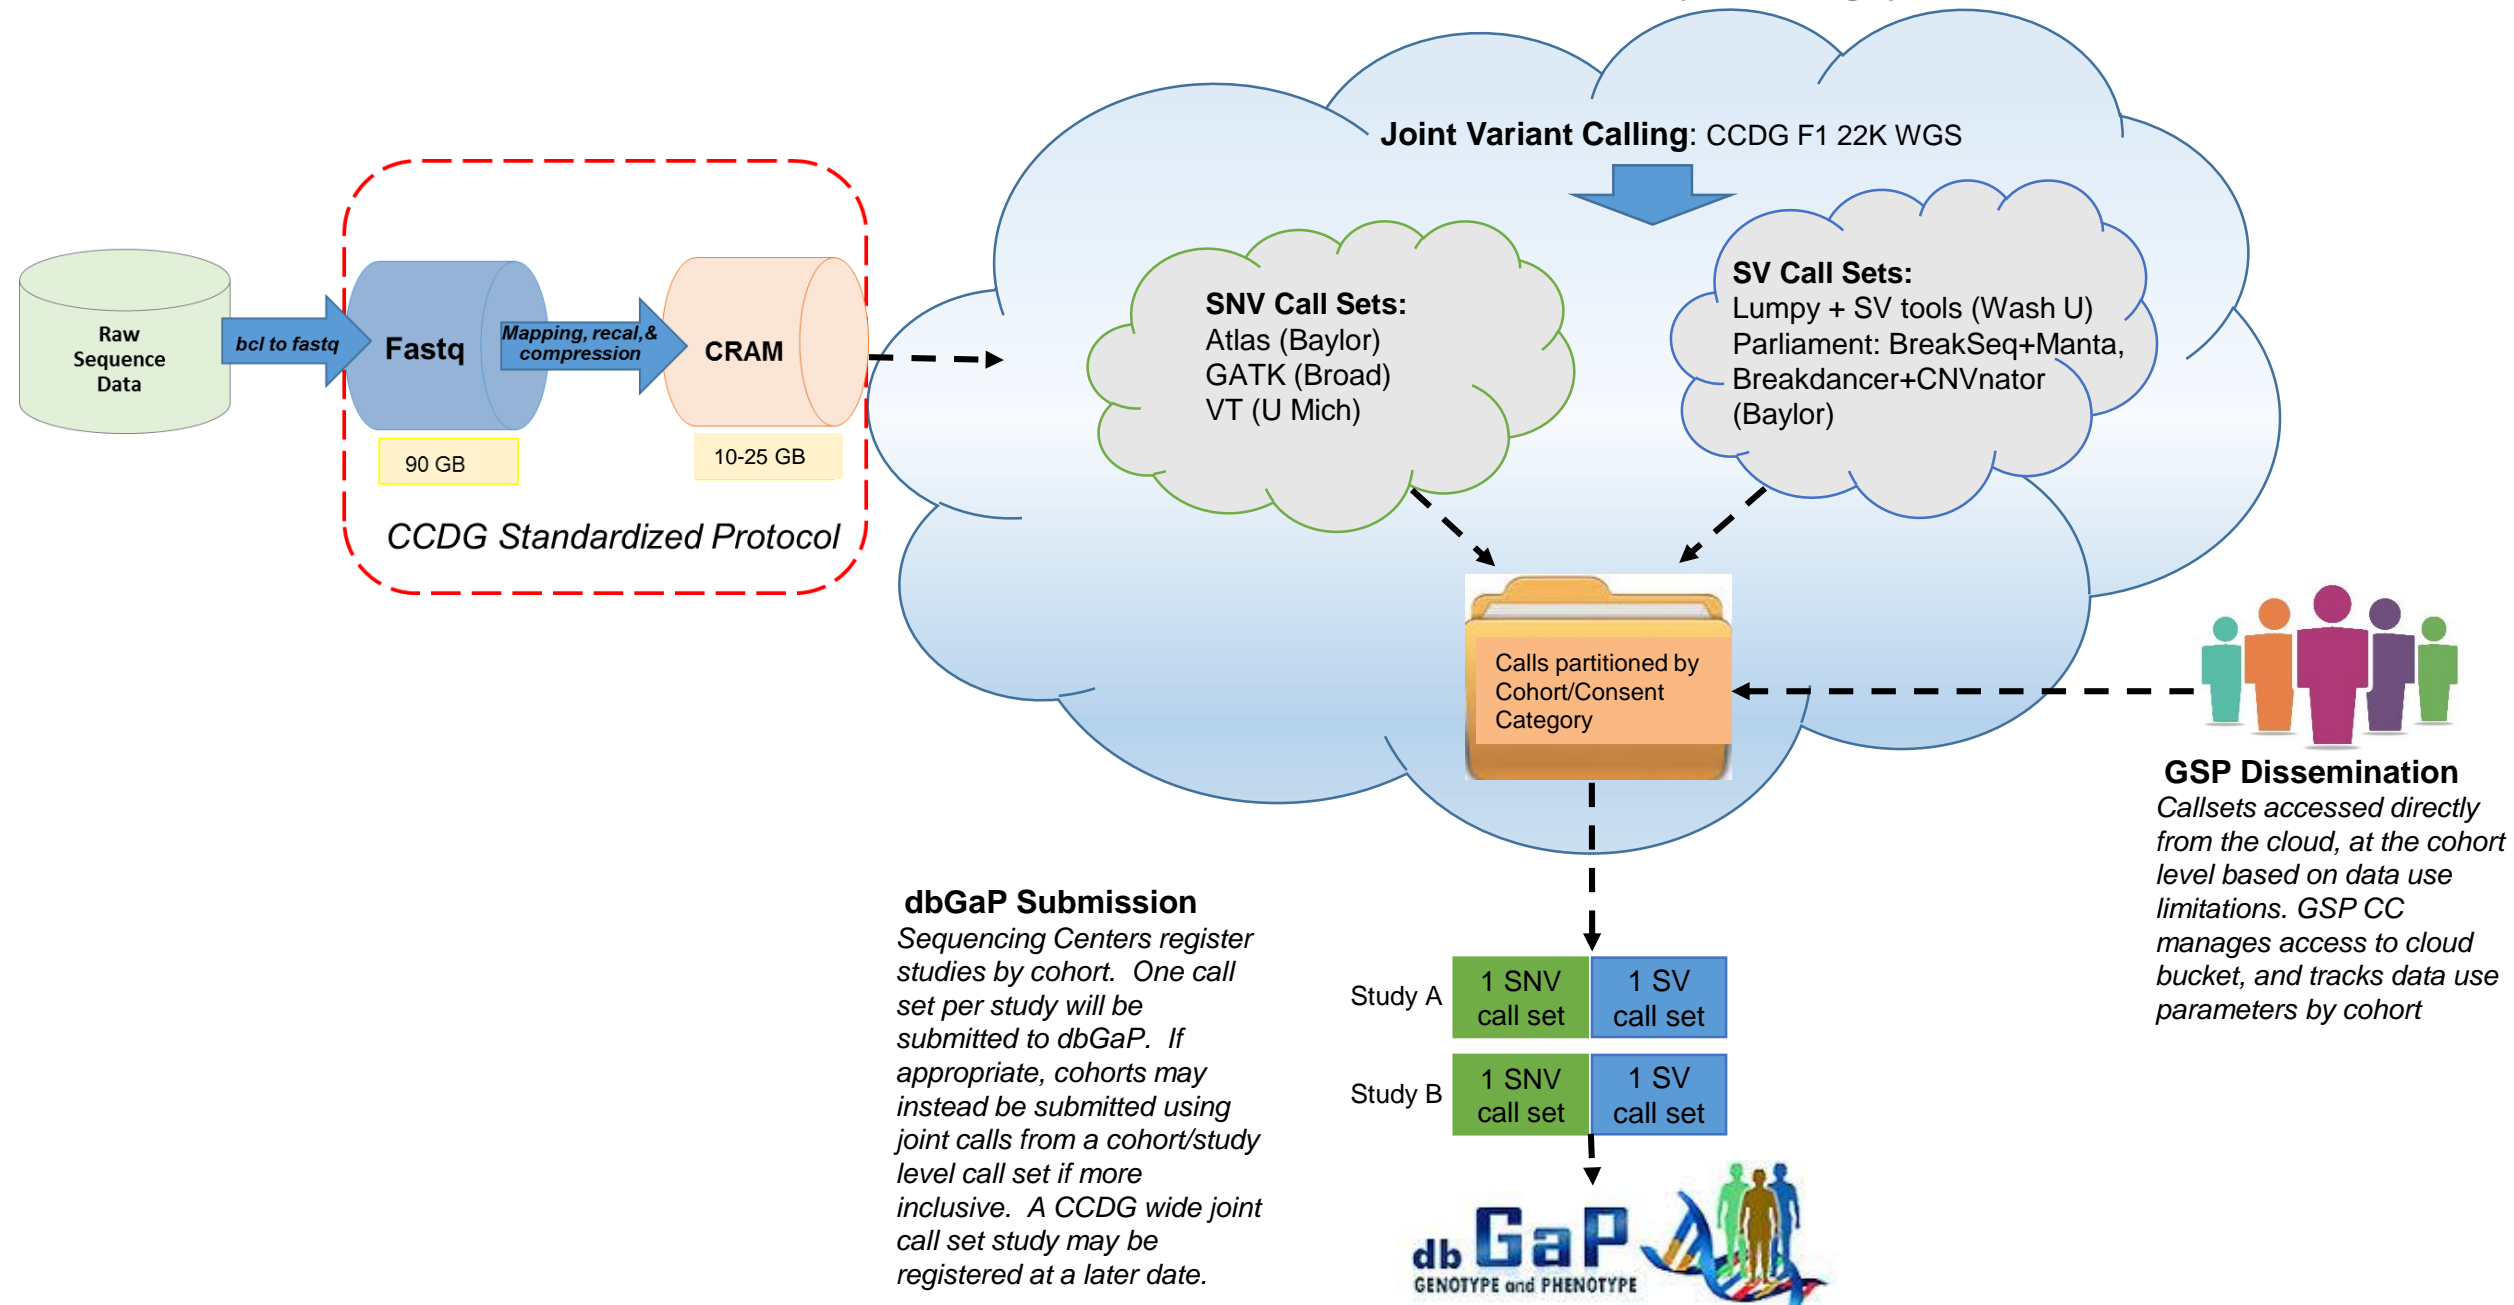 Joint Variant Calling: CCDG F1 22K WGS
Raw
Sequence
Data
bcl to fastq
Fastq
Mapping, recal,&
compression
CRAM
90 GB
10-25 GB
CCDG Standardized Protocol
SNV Call Sets:
Atlas (Baylor)
GATK (Broad)
VT (U Mich)
SV Call Sets:
Lumpy + SV tools (Wash U)
Parliament: BreakSeq+Manta,
Breakdancer+CNVnator
(Baylor)
Calls partitioned by
Cohort/Consent
Category
GSP Dissemination
Callsets accessed directly
from the cloud, at the cohort
level based on data use
limitations. GSP CC
manages access to cloud
bucket, and tracks data use
parameters by cohort
dbGaP Submission
Sequencing Centers register
studies by cohort.  One call
set per study will be
submitted to dbGaP.  If
appropriate, cohorts may
instead be submitted using
joint calls from a cohort/study
level call set if more
inclusive.  A CCDG wide joint
call set study may be
registered at a later date.
Study A
1 SNV
call set
1 SV
call set
Study B
1 SNV
call set
1 SV
call set
db GaP
GENOTYPE and PHENOTYPE